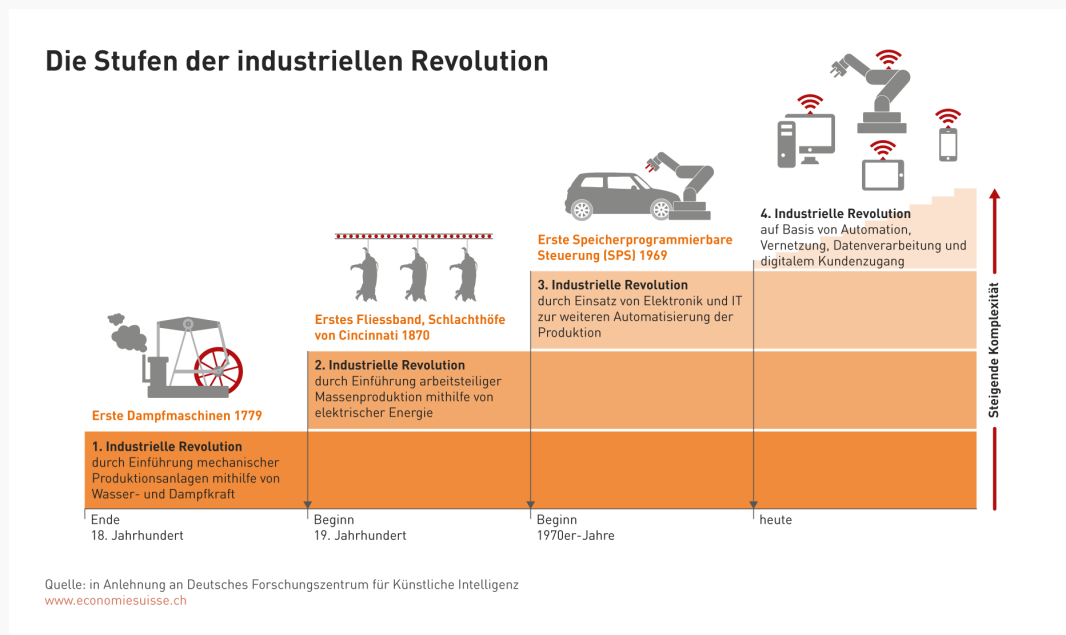 Die Stufen der industriellen Revolution
4. Industrielle Revolution
auf Basis von Automation,
Vernetzung, Datenverarbeitung und
digitalem Kundenzugang
Erste Speicherprogrammierbare
Steuerung (SPS) 1969
3. Industrielle Revolution
durch Einsatz von Elektronik und IT
zur weiteren Automatisierung der
Produktion
Erstes Fliessband, Schlachthöfe
von Cincinnati 1870
2. Industrielle Revolution
durch Einführung arbeitsteiliger
Massenproduktion mithilfe von
elektrischer Energie
Erste Dampfmaschinen 1779
1. Industrielle Revolution
durch Einführung mechanischer
Produktionsanlagen mithilfe von
Wasser- und Dampfkraft
Steigende Komplexität
Ende
18. Jahrhundert
Beginn
19. Jahrhundert
Beginn
1970er-Jahre
heute
Quelle: in Anlehnung an Deutsches Forschungszentrum für Künstliche Intelligenz
www.economiesuisse.ch